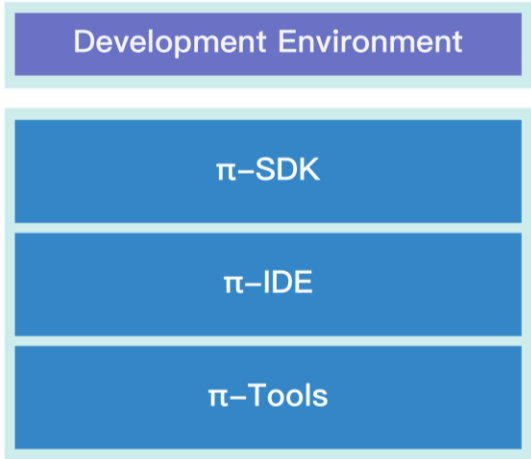 Development Environment
π-SDK
π-IDE
π-Tools